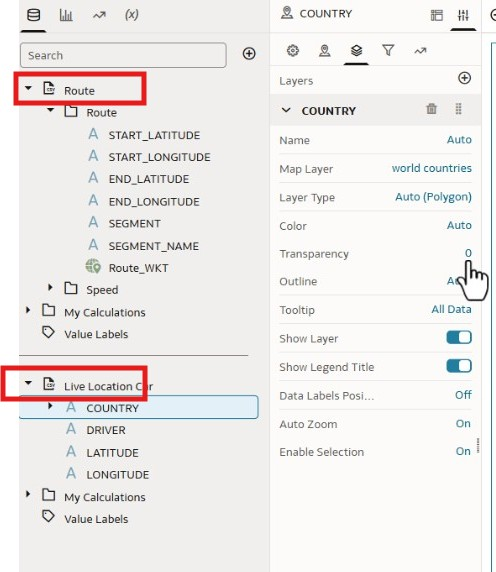 (x)
COUNTRY
Search
Layers
CSV Route
COUNTRY
Route
Name Auto
START_LATITUDE
START_LONGITUDE
Map Layer world countries
END_LATITUDE
Layer Type Auto (Polygon)
END_LONGITUDE
Color Auto
SEGMENT
SEGMENT_NAME
Transparency 0
Route_WKT
Outline
Speed
Tooltip All Data
My Calculations
Value Labels
Show Layer
Show Legend Title
CSV Live Location Car
Data Labels Posi... Off
COUNTRY
DRIVER
Auto Zoom On
LATITUDE
Enable Selection On
LONGITUDE
My Calculations
Value Labels